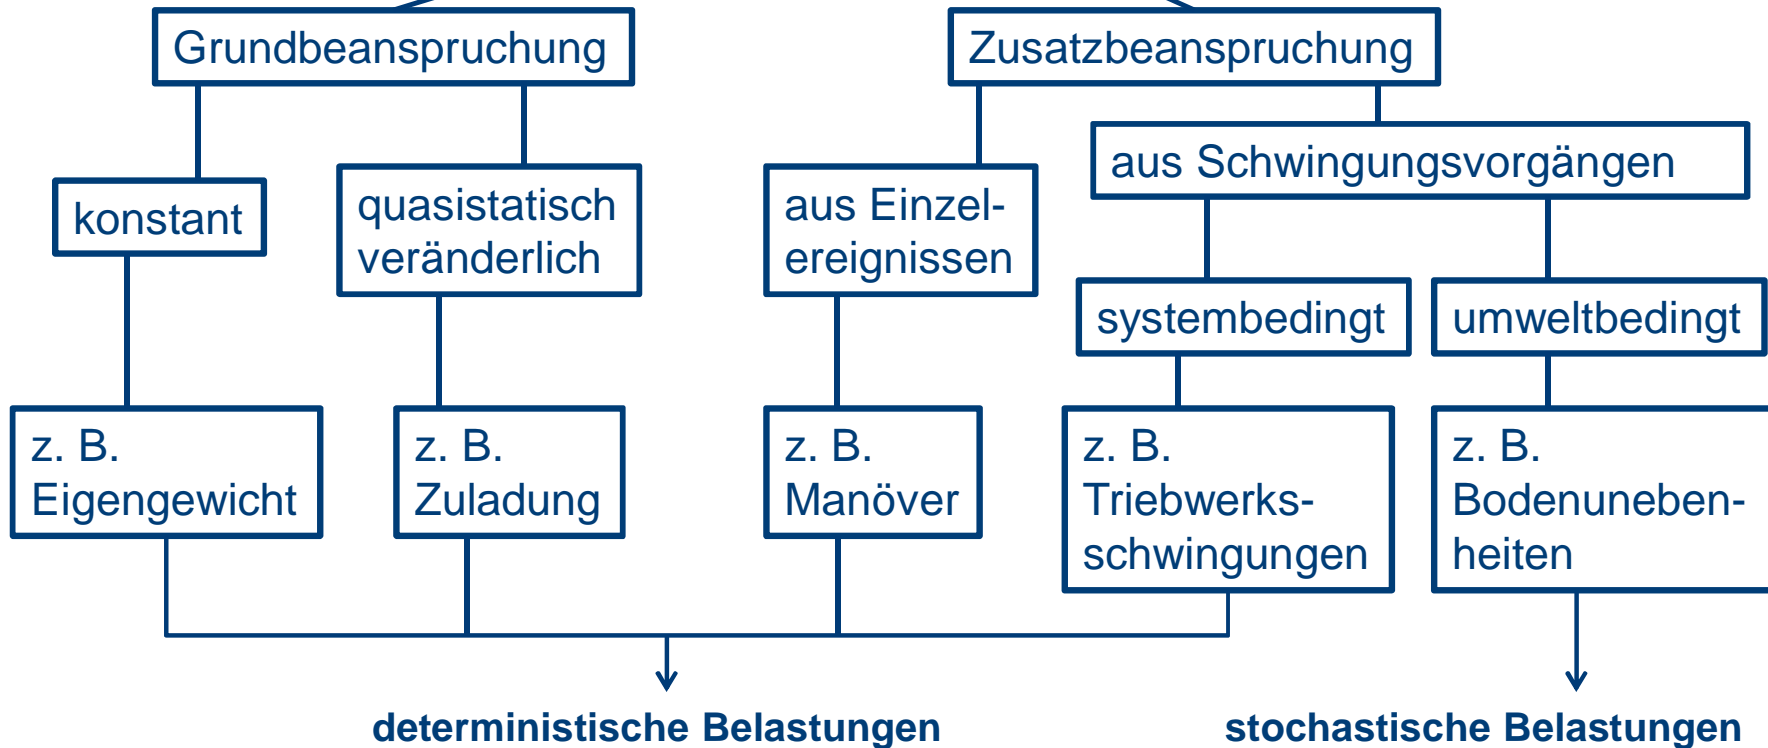 Grundbeanspruchung
Zusatzbeanspruchung
konstant
quasistatisch
veränderlich
aus Einzel-
ereignissen
aus Schwingungsvorgängen
systembedingt
umweltbedingt
z. B.
Eigengewicht
z. B.
Zuladung
z. B.
Manöver
z. B.
Triebwerks-
schwingungen
z. B.
Bodenuneben-
heiten
deterministische Belastungen
stochastische Belastungen